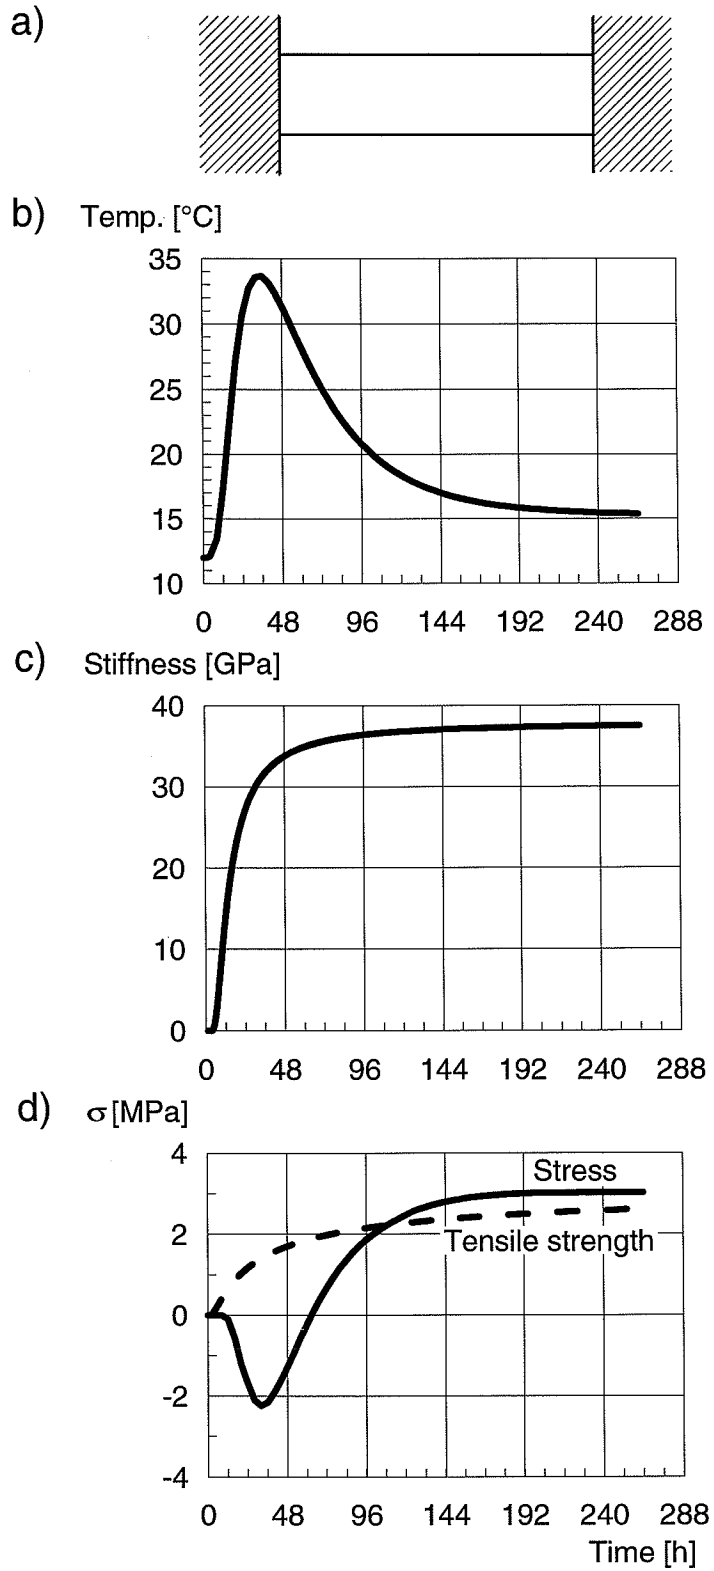 a)
b) Temp. [°C]
35
30
25
20
15
10
0 48 96 144 192 240 288
c) Stiffness [GPa]
40
30
20
10
0
0 48 96 144 192 240 288
d) σ [MPa]
4
Stress
2
Tensile strength
0
-2
-4
0 48 96 144 192 240 288
Time [h]